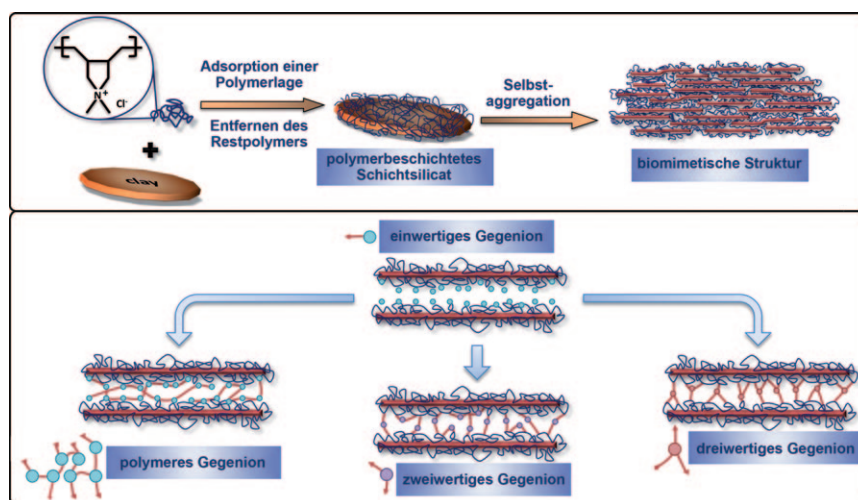 N+
Cl-
+
clay
Adsorption einer
Polymerlage
Entfernen des
Restpolymers
polymerbeschichtetes
Schichtsilicat
Selbst-
aggregation
biomimetische Struktur
einwertiges Gegenion
polymeres Gegenion
zweiwertiges Gegenion
dreiwertiges Gegenion